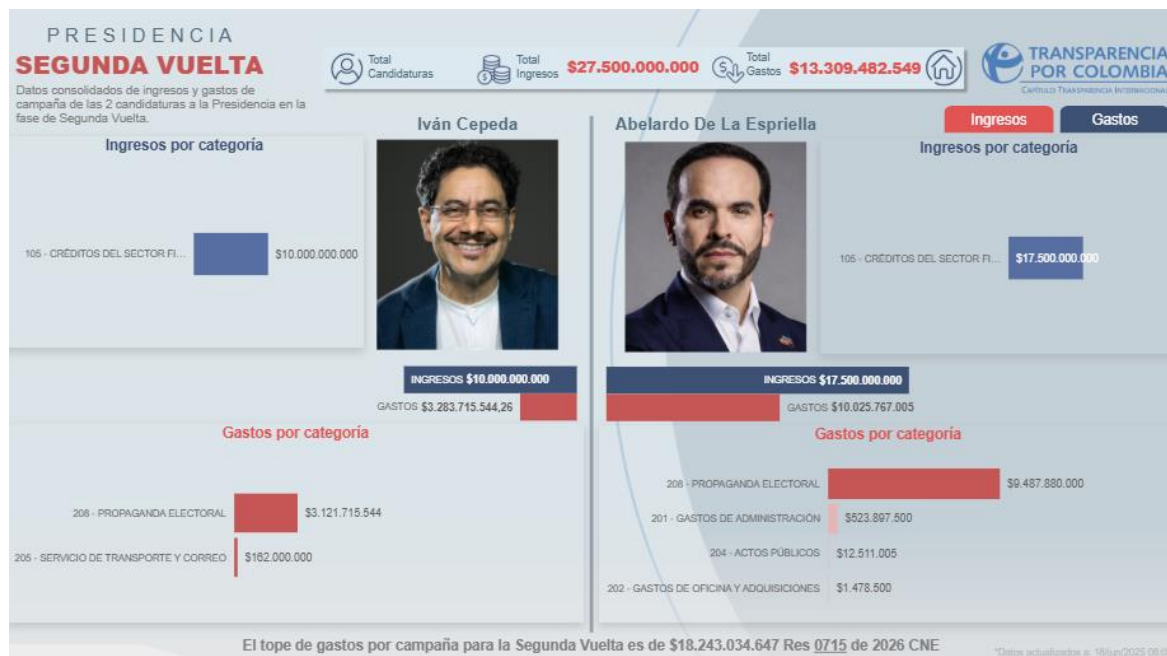 PRESIDENCIA
SEGUNDA VUELTA
Datos consolidados de ingresos y gastos de
campaña de las 2 candidaturas a la Presidencia en la
fase de Segunda Vuelta.
Total
Candidaturas
Total
Ingresos
$27.500.000.000
Total
Gastos
$13.309.482.549
TRANSPARENCIA
POR COLOMBIA
CAPÍTULO TRANSPARENCIA INTERNACIONAL
Ingresos
Gastos
Iván Cepeda
Ingresos por categoría
105 - CRÉDITOS DEL SECTOR FI...
$10.000.000.000
INGRESOS $10.000.000.000
GASTOS $3.283.715.544,26
Gastos por categoría
208 - PROPAGANDA ELECTORAL
$3.121.715.544
205 - SERVICIO DE TRANSPORTE Y CORREO
$162.000.000
Abelardo De La Espriella
Ingresos por categoría
105 - CRÉDITOS DEL SECTOR FI...
$17.500.000.000
INGRESOS $17.500.000.000
GASTOS $10.025.767.005
Gastos por categoría
208 - PROPAGANDA ELECTORAL
$9.487.880.000
201 - GASTOS DE ADMINISTRACIÓN
$523.897.500
204 - ACTOS PÚBLICOS
$12.511.005
202 - GASTOS DE OFICINA Y ADQUISICIONES
$1.478.500
El tope de gastos por campaña para la Segunda Vuelta es de $18.243.034.647 Res 0715 de 2026 CNE
*Datos actualizados a: 18/jun/2025